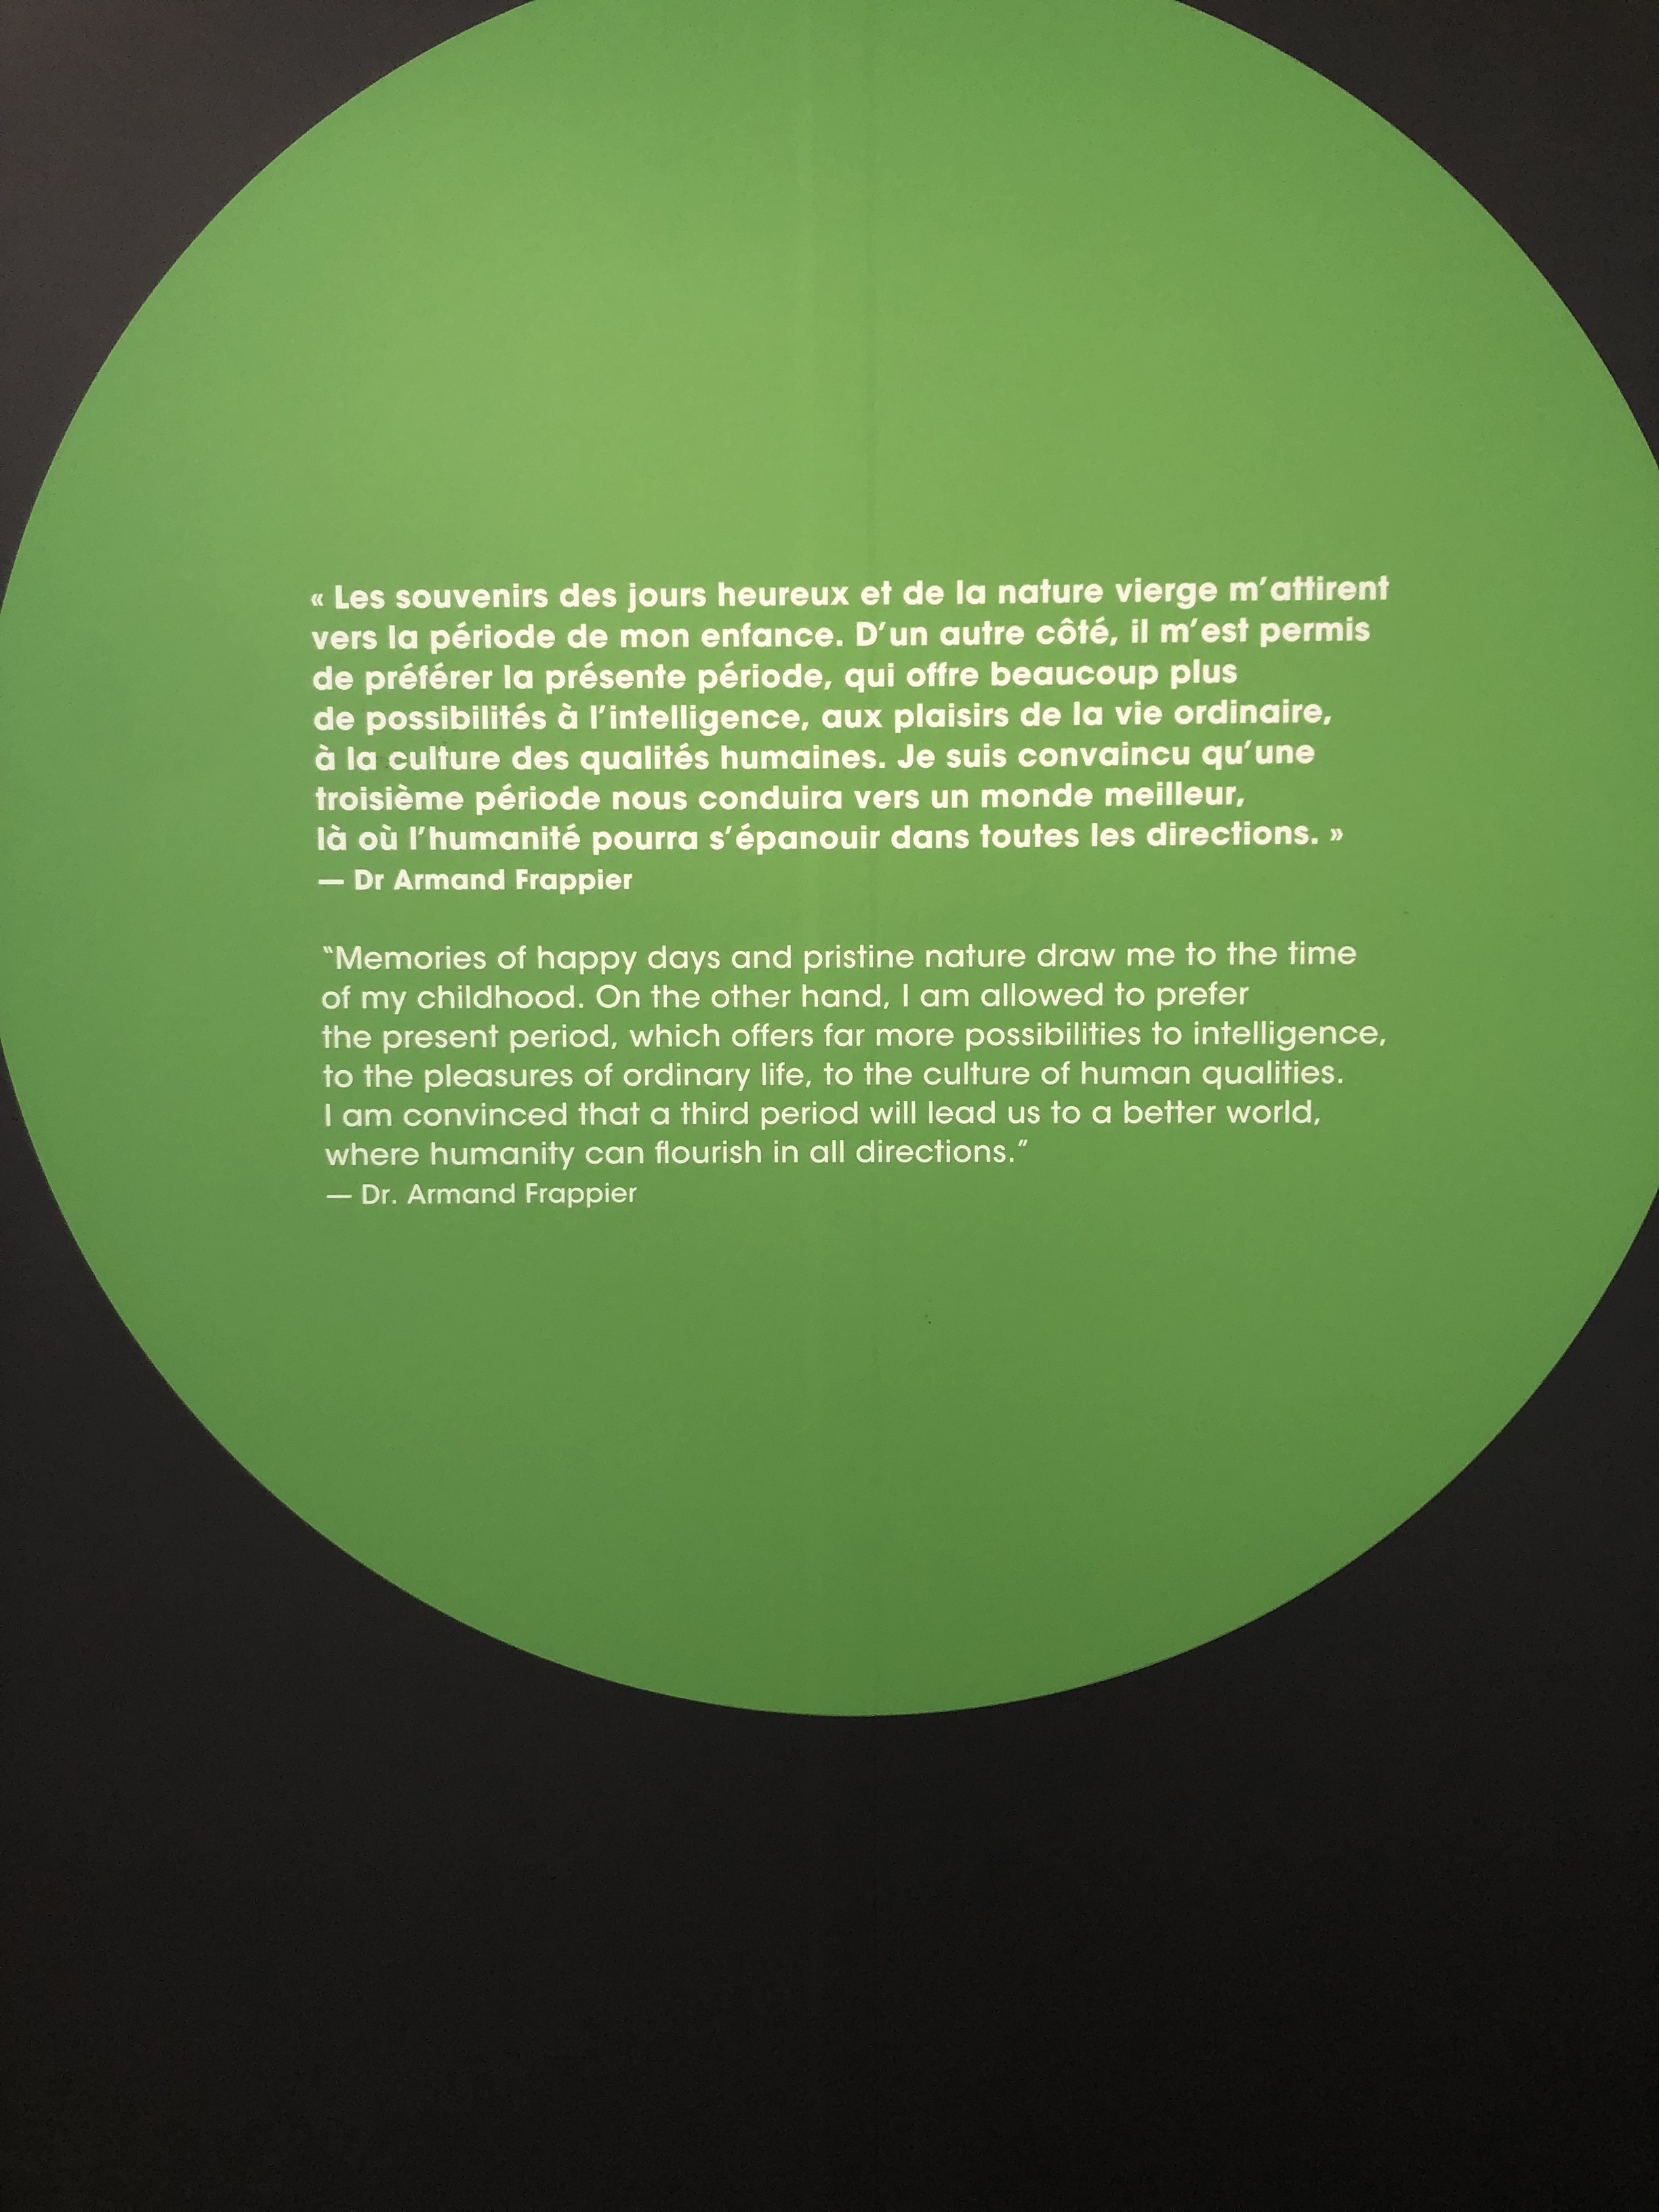 « Les souvenirs des jours heureux et de la nature vierge m’attirent
vers la période de mon enfance. D’un autre côté, il m’est permis
de préférer la présente période, qui offre beaucoup plus
de possibilités à l’intelligence, aux plaisirs de la vie ordinaire,
à la culture des qualités humaines. Je suis convaincu qu’une
troisième période nous conduira vers un monde meilleur,
là où l’humanité pourra s’épanouir dans toutes les directions. »
— Dr Armand Frappier
“Memories of happy days and pristine nature draw me to the time
of my childhood. On the other hand, I am allowed to prefer
the present period, which offers far more possibilities to intelligence,
to the pleasures of ordinary life, to the culture of human qualities.
I am convinced that a third period will lead us to a better world,
where humanity can flourish in all directions.”
— Dr. Armand Frappier